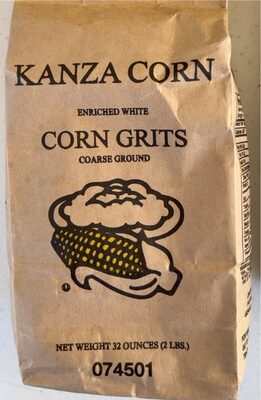 KANZA CORN
ENRICHED WHITE
CORN GRITS
COARSE GROUND
NET WEIGHT 32 OUNCES (2 LBS.)
074501